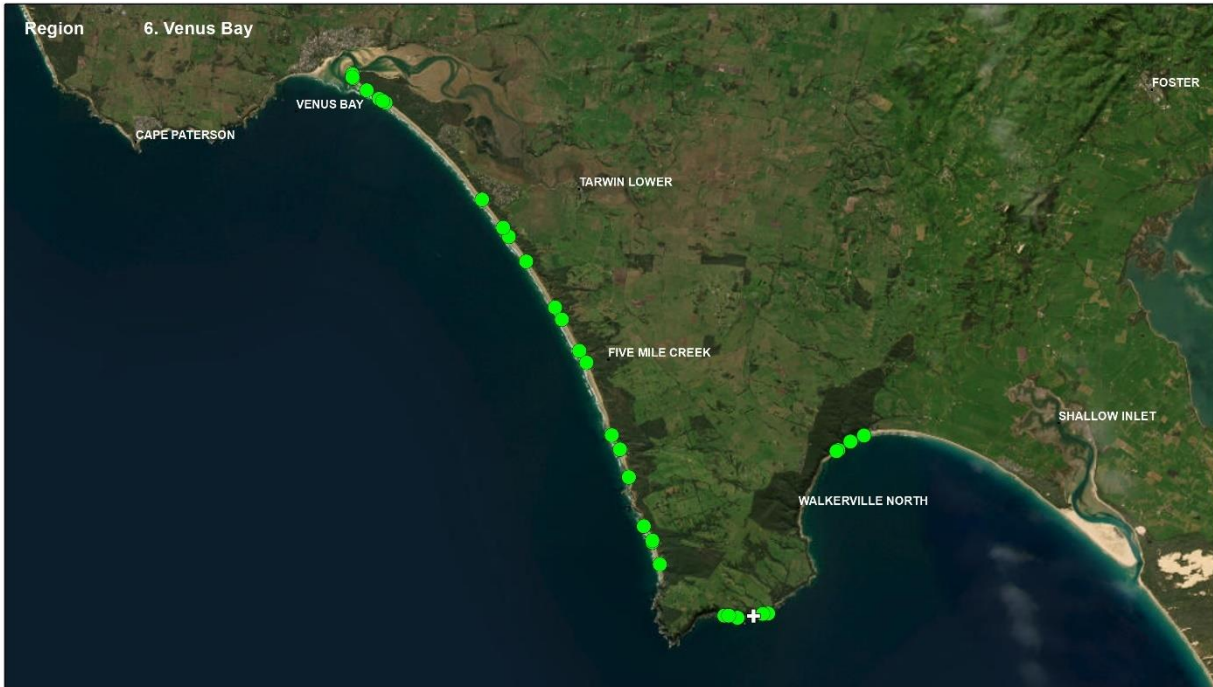 Region 6. Venus Bay
FOSTER
VENUS BAY
CAPE PATERSON
TARWIN LOWER
FIVE MILE CREEK
SHALLOW INLET
WALKERVILLE NORTH